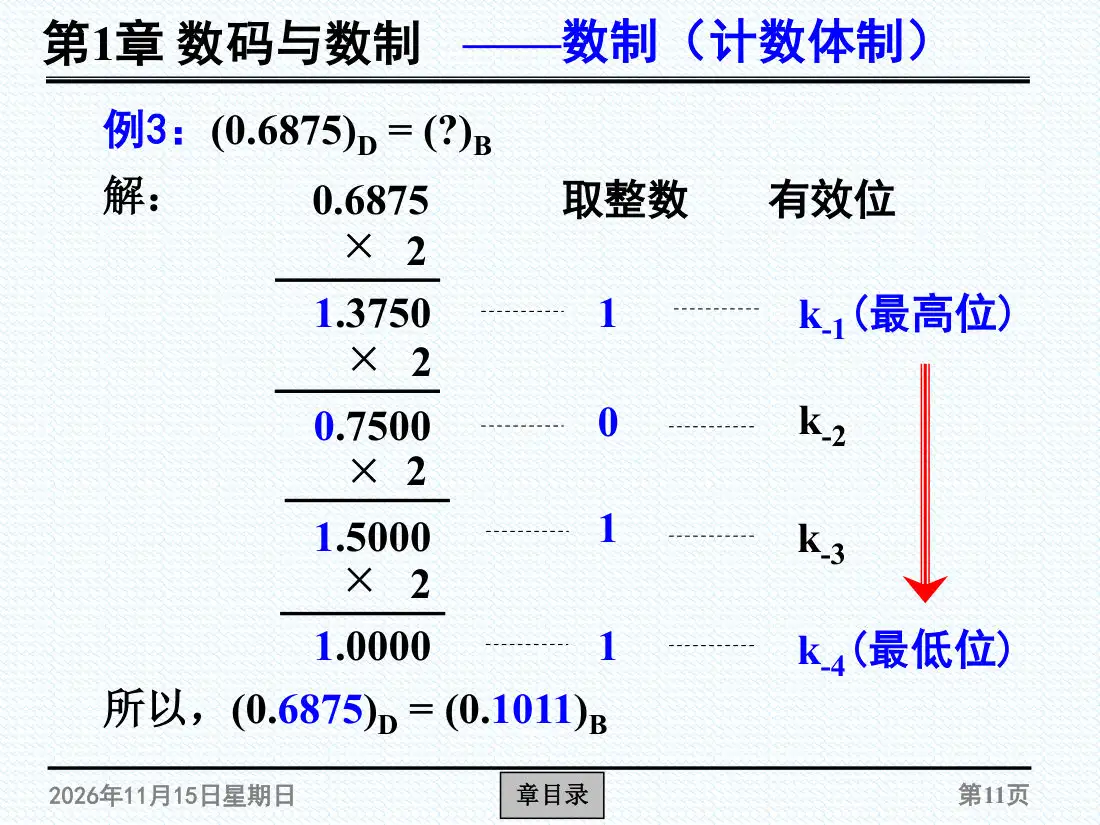 第1章 数码与数制 ——数制（计数体制）
例3：(0.6875)D = (?)B
解： 0.6875 取整数 有效位
× 2
1.3750 1 k-1(最高位)
× 2
0.7500 0 k-2
× 2
1.5000 1 k-3
× 2
1.0000 1 k-4(最低位)
所以，(0.6875)D = (0.1011)B
2026年11月15日星期日 章目录 第11页